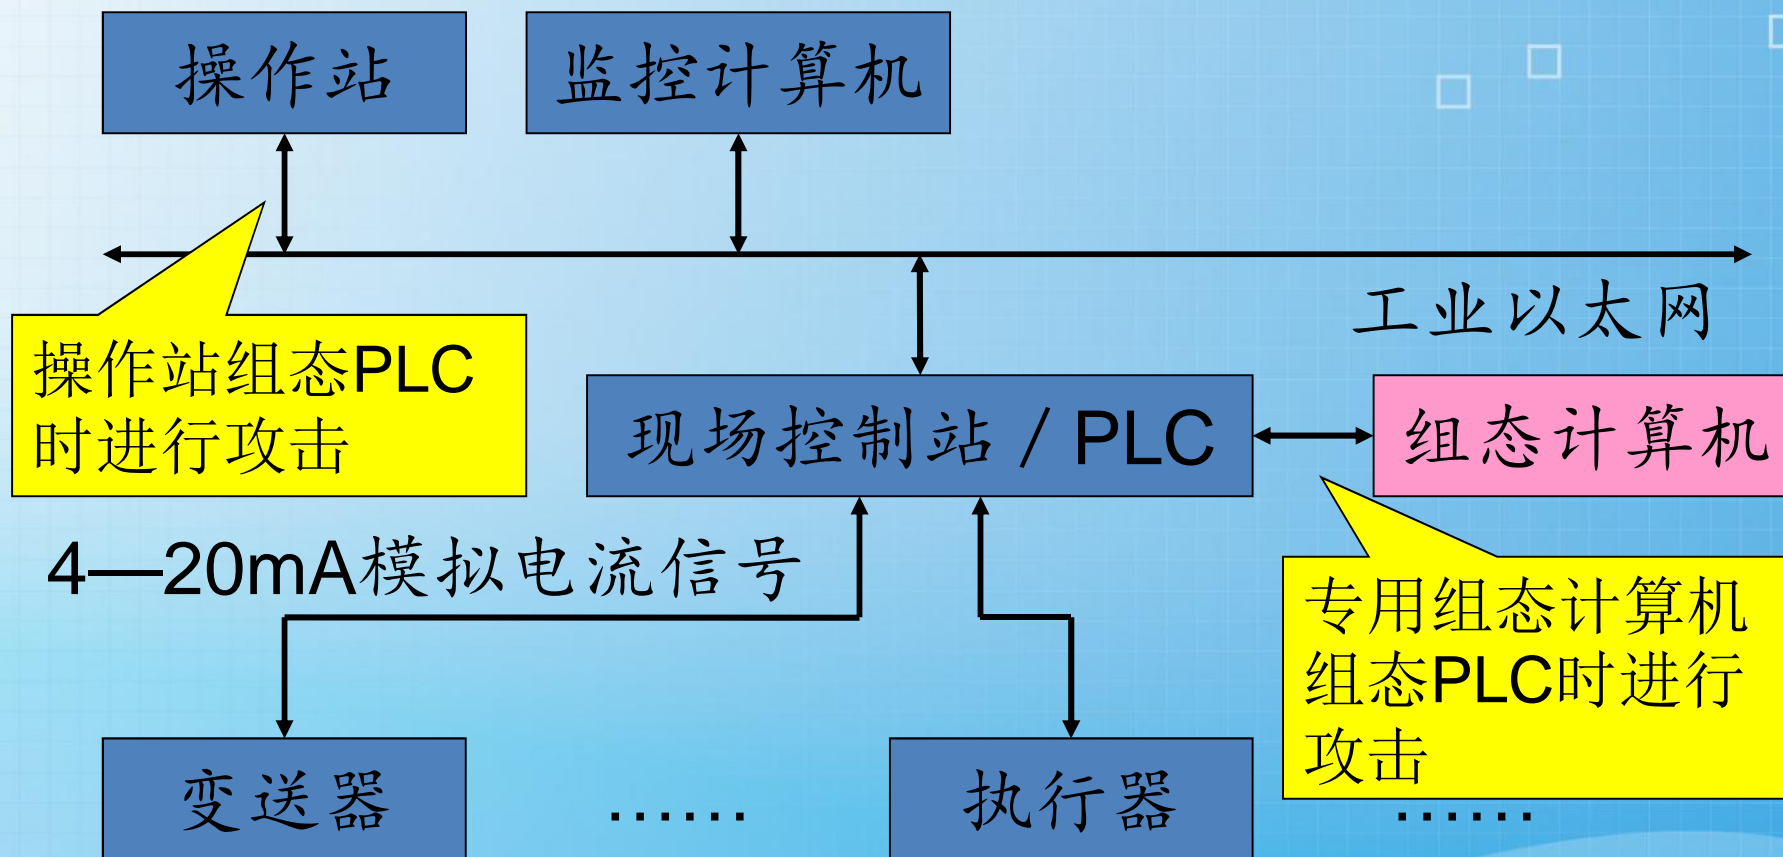 操作站
监控计算机
工业以太网
操作站组态PLC
时进行攻击
现场控制站/PLC
组态计算机
4—20mA模拟电流信号
专用组态计算机
组态PLC时进行
攻击
变送器
……
执行器
……